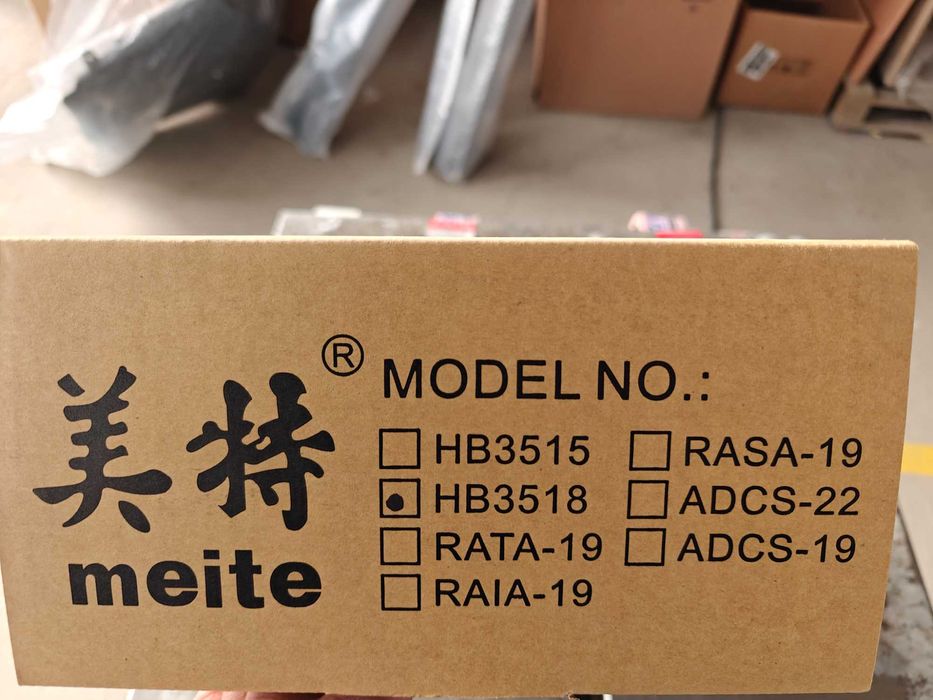 美特®
meite
MODEL NO.:
HB3515
HB3518
RATA-19
RAIA-19
RASA-19
ADCS-22
ADCS-19